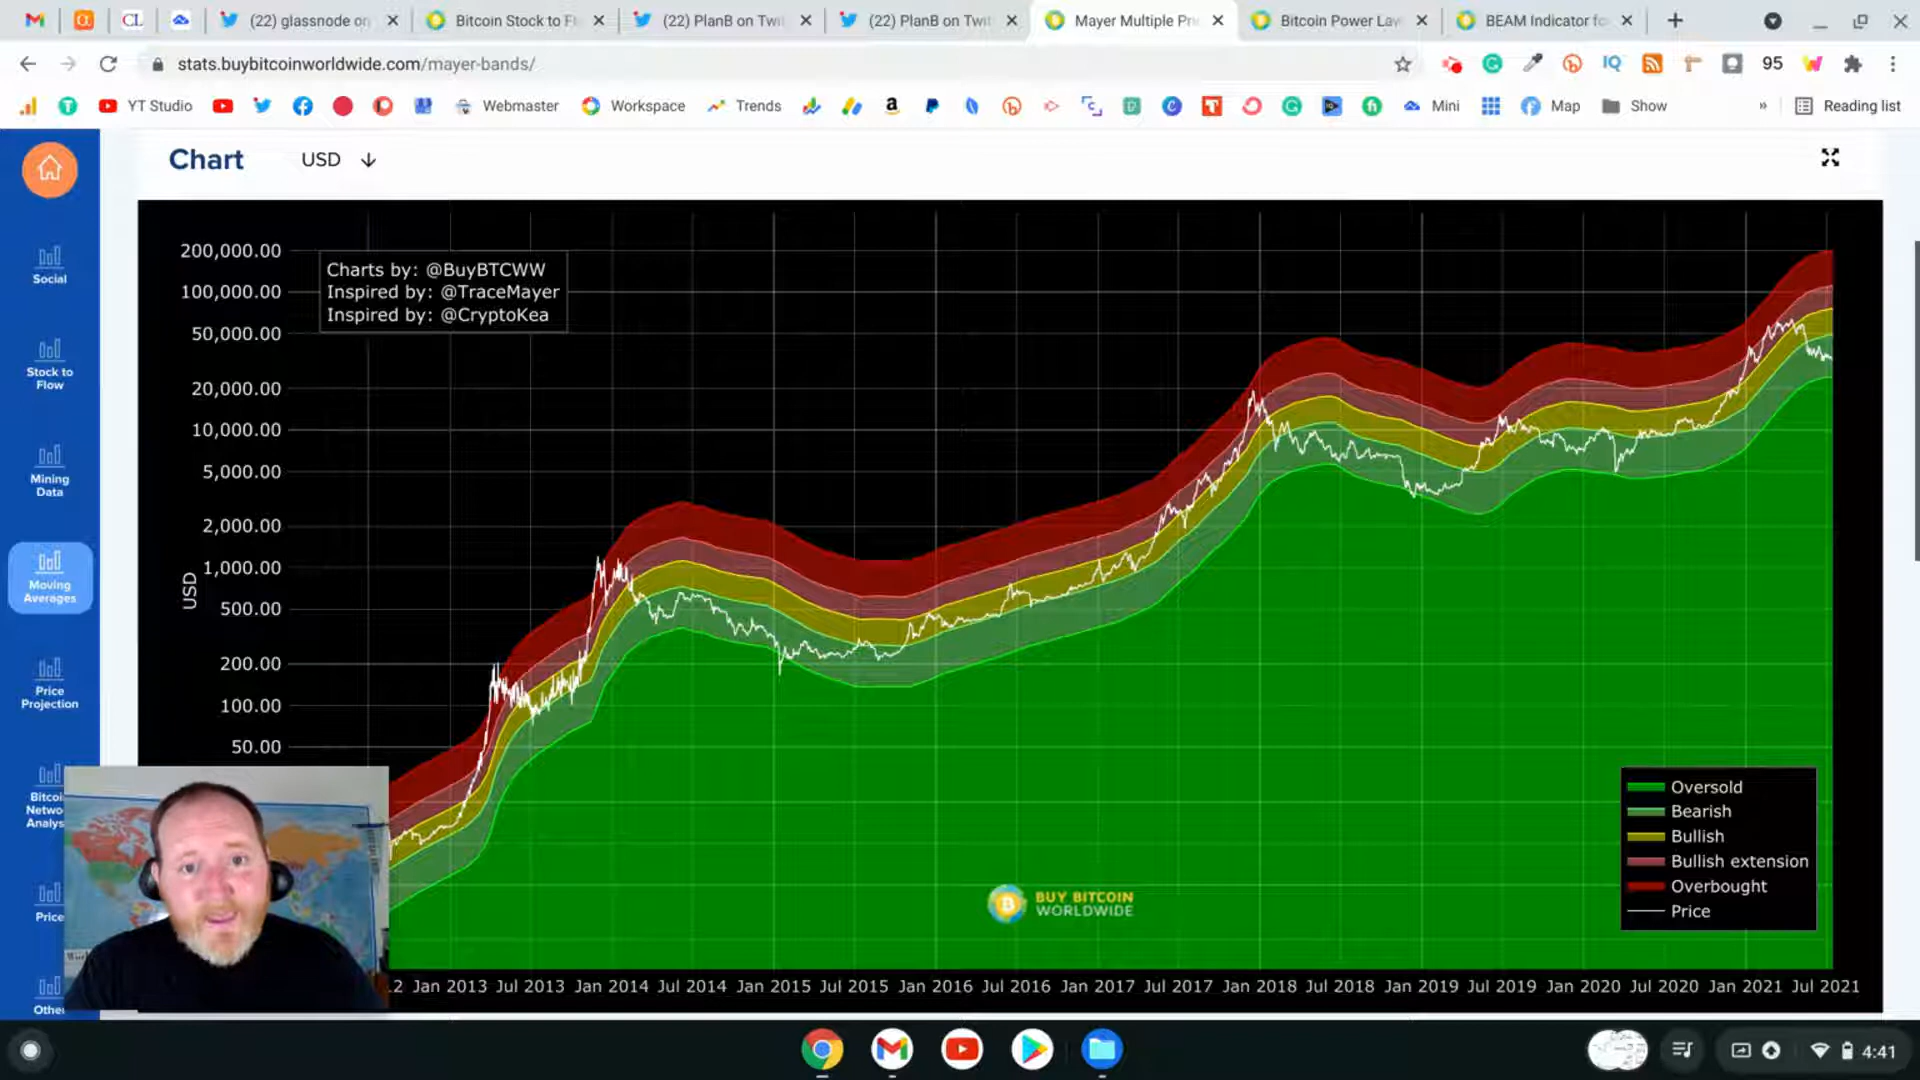 (22) glassnode on
Bitcoin Stock to Fl
(22) PlanB on Twi
(22) PlanB on Twit
Mayer Multiple Pri
Bitcoin Power Law
BEAM Indicator fo
stats.buybitcoinworldwide.com/mayer-bands/
95
YT Studio
Webmaster
Workspace
Trends
Mini
Map
Show
Reading list
Chart
USD
Social
Stock to
Flow
Mining
Data
Moving
Averages
Price
Projection
Bitcoi
Netwo
Analys
Price
Othe
Charts by: @BuyBTCWW
Inspired by: @TraceMayer
Inspired by: @CryptoKea
200,000.00
100,000.00
50,000.00
20,000.00
10,000.00
5,000.00
2,000.00
1,000.00
500.00
200.00
100.00
50.00
USD
Oversold
Bearish
Bullish
Bullish extension
Overbought
Price
BUY BITCOIN
WORLDWIDE
12 Jan 2013 Jul 2013 Jan 2014 Jul 2014 Jan 2015 Jul 2015 Jan 2016 Jul 2016 Jan 2017 Jul 2017 Jan 2018 Jul 2018 Jan 2019 Jul 2019 Jan 2020 Jul 2020 Jan 2021 Jul 2021
4:41